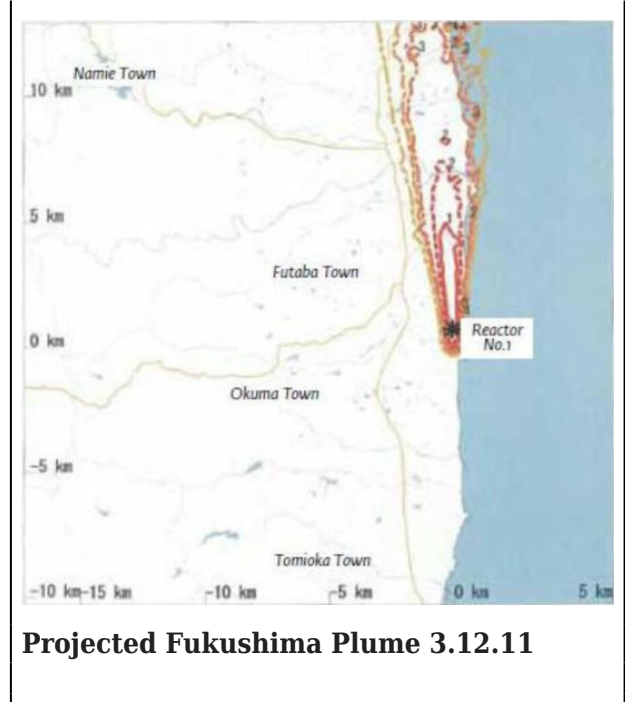 Namie Town
10 km
5 km
Futaba Town
0 km
Reactor
No.1
Okuma Town
-5 km
Tomioka Town
-10 km -15 km -10 km -5 km 0 km 5 km
Projected Fukushima Plume 3.12.11